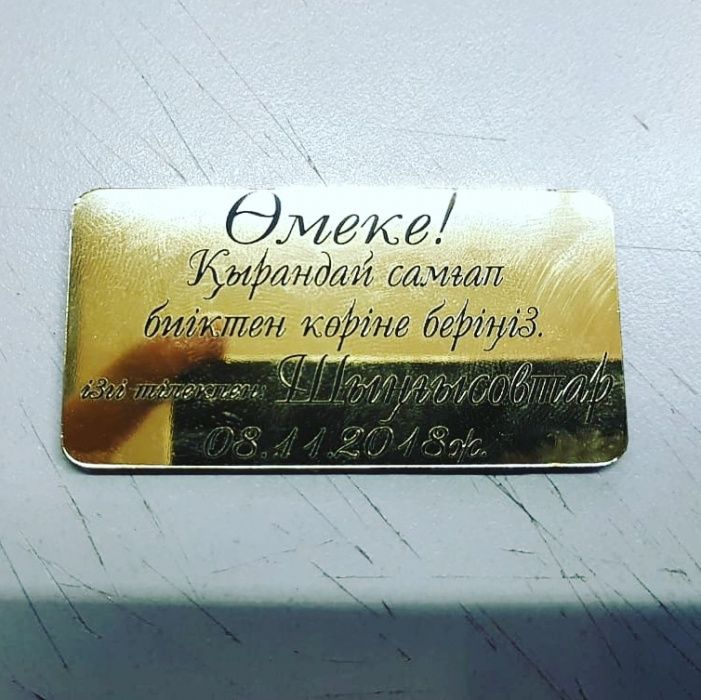 Өмеке!
Қырандай самғап
биіктен көріне беріңіЗ.
ізгі тілекпен: Шыңғысовтар
08.11.2018ж.